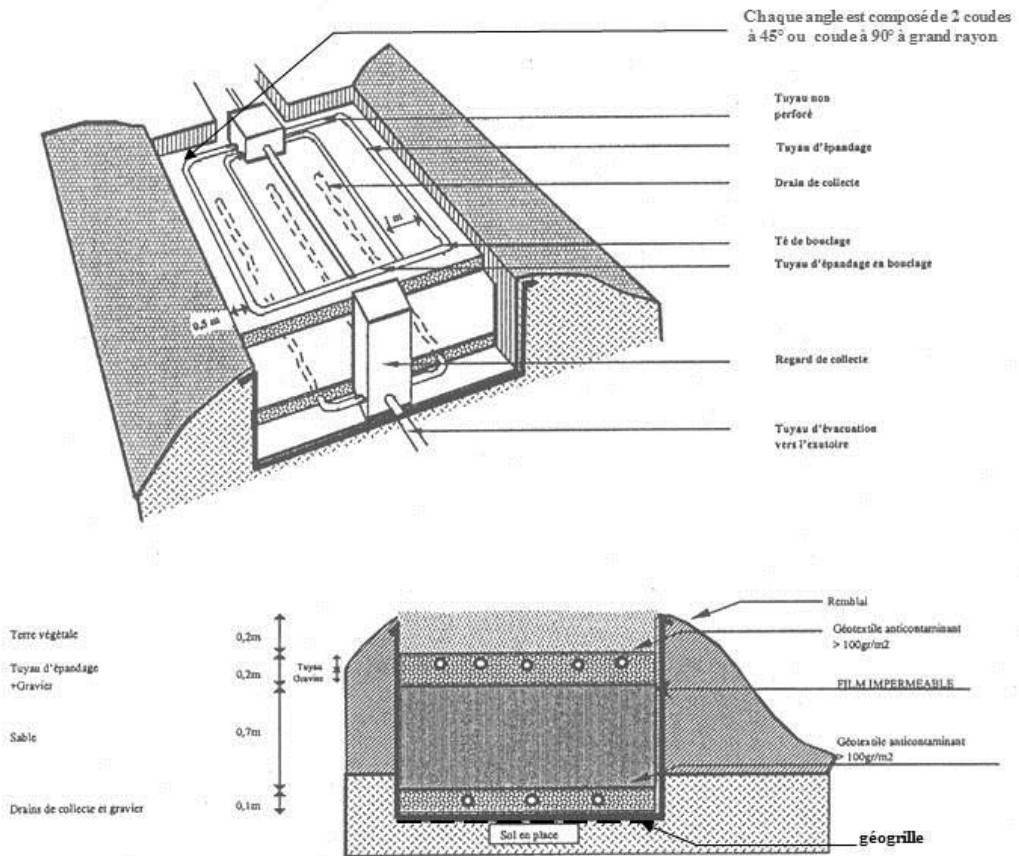 Chaque angle est composé de 2 coudes
à 45° ou coude à 90° à grand rayon
Tuyau non
perforé
Tuyau d'épandage
Drain de collecte
1 m
Té de bouclage
Tuyau d'épandage en bouclage
0,5 m
Regard de collecte
Tuyau d'évacuation
vers l'exutoire
Remblai
Terre végétale
0,2m
Géotextile anticontaminant
> 100gr/m2
Tuyau d'épandage
+Gravier
0,2m
Tuyau
Gravier
FILM IMPERMEABLE
Sable
0,7m
Géotextile anticontaminant
> 100gr/m2
Drains de collecte et gravier
0,1m
Sol en place
géogrille